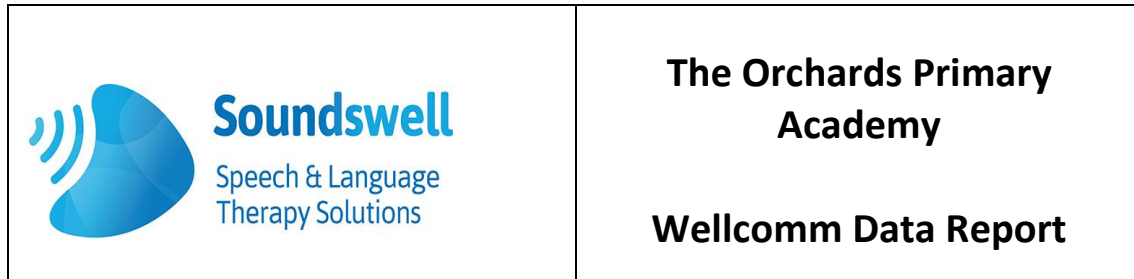 Soundswell
Speech & Language
Therapy Solutions
The Orchards Primary
Academy
Wellcomm Data Report